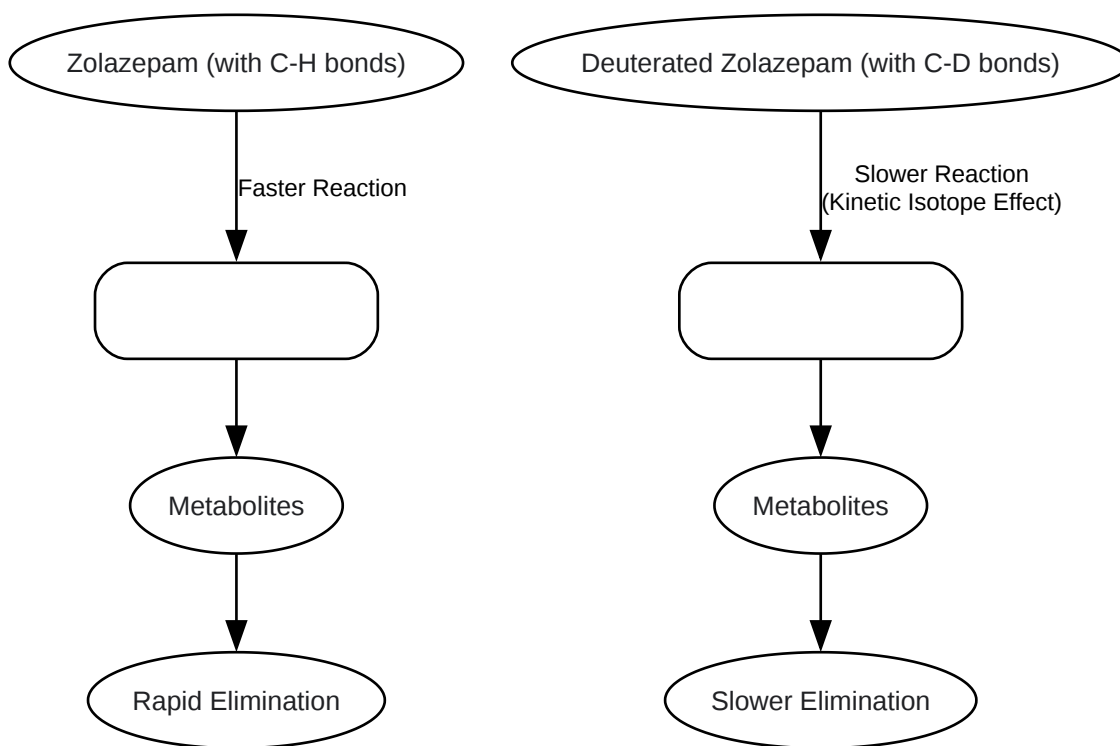 Zolazepam (with C-H bonds)
Deuterated Zolazepam (with C-D bonds)
Faster Reaction
Slower Reaction
(Kinetic Isotope Effect)
Metabolites
Metabolites
Rapid Elimination
Slower Elimination